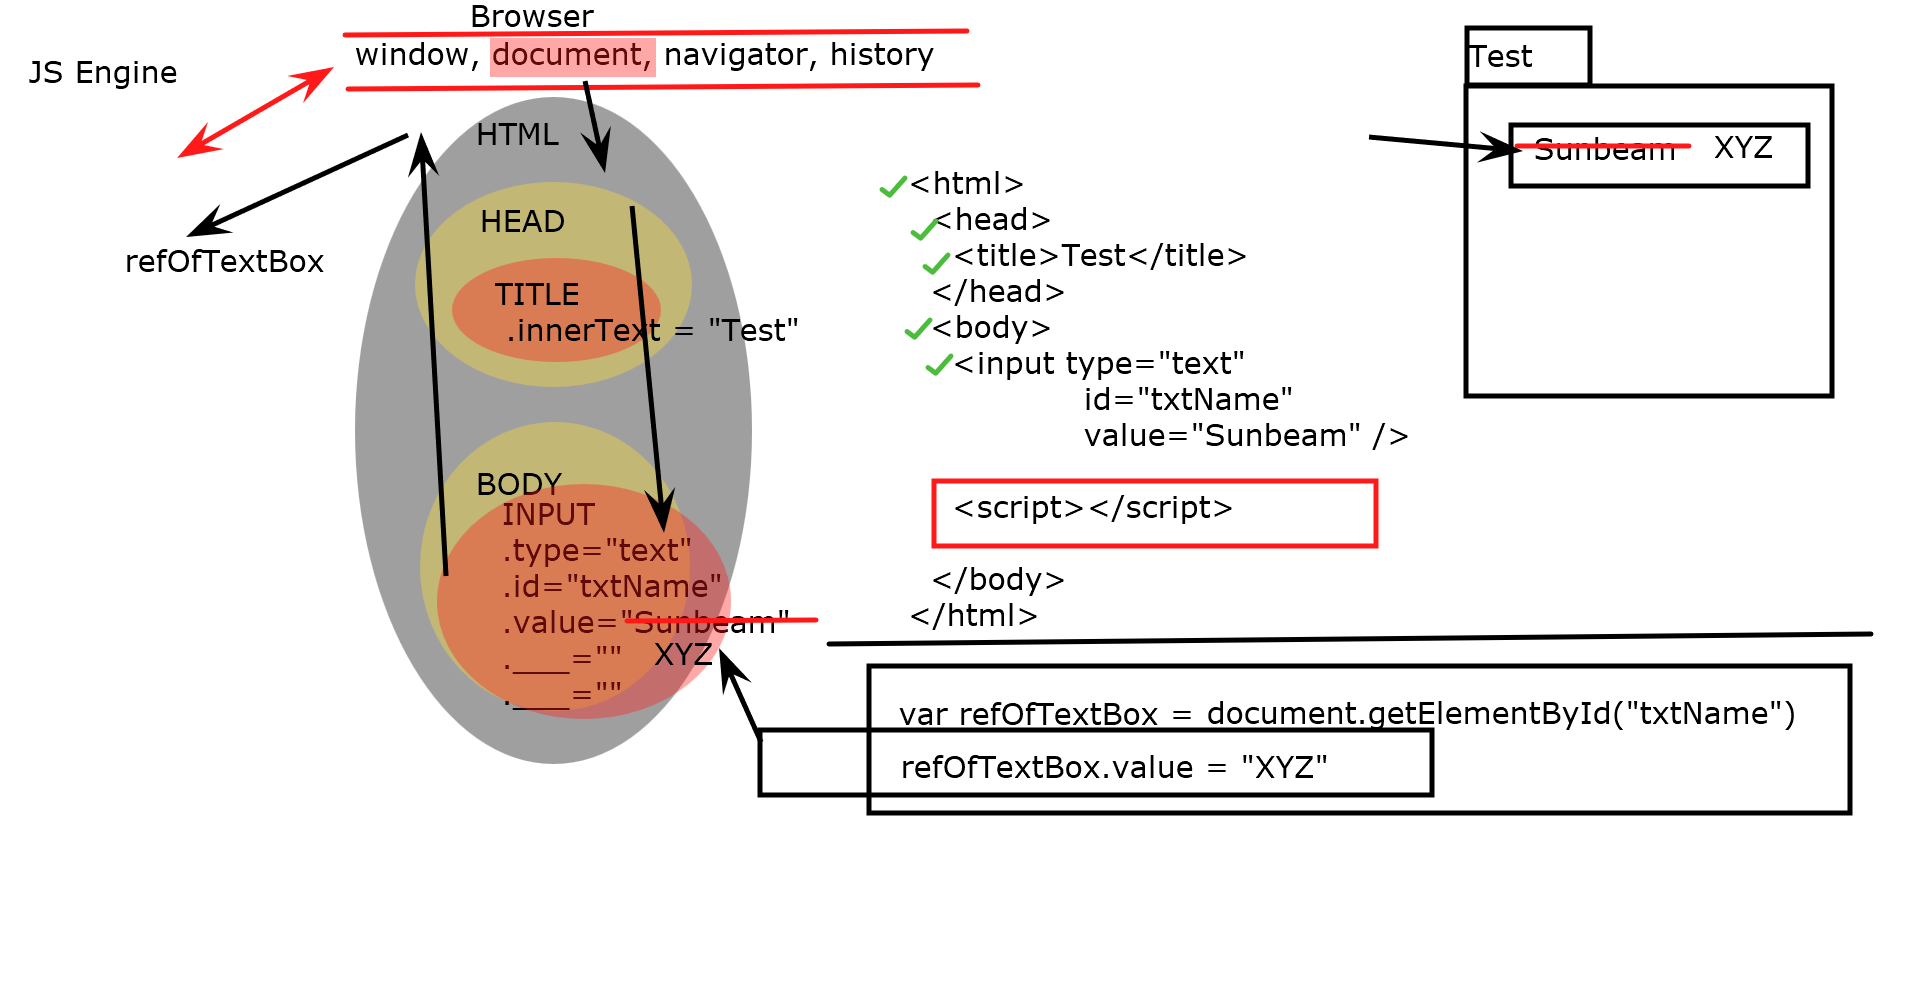 Browser
window, document, navigator, history
JS Engine
refOfTextBox
HTML
HEAD
TITLE
.innerText = "Test"
BODY
INPUT
.type="text"
.id="txtName"
.value="Sunbeam"
.___="" XYZ
.___=""
<html>
<head>
<title>Test</title>
</head>
<body>
<input type="text"
id="txtName"
value="Sunbeam" />
<script></script>
</body>
</html>
Test
Sunbeam XYZ
var refOfTextBox = document.getElementById("txtName")
refOfTextBox.value = "XYZ"